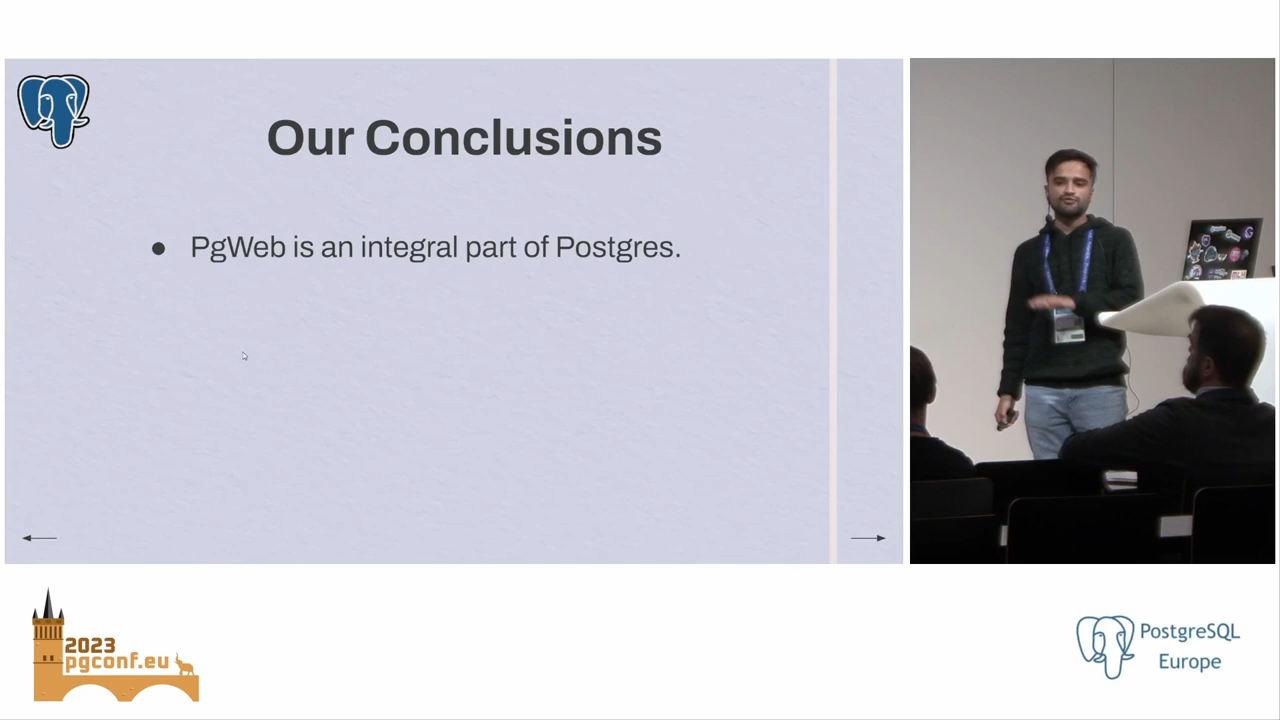 Our Conclusions
● PgWeb is an integral part of Postgres.
2023
pgconf.eu
PostgreSQL
Europe